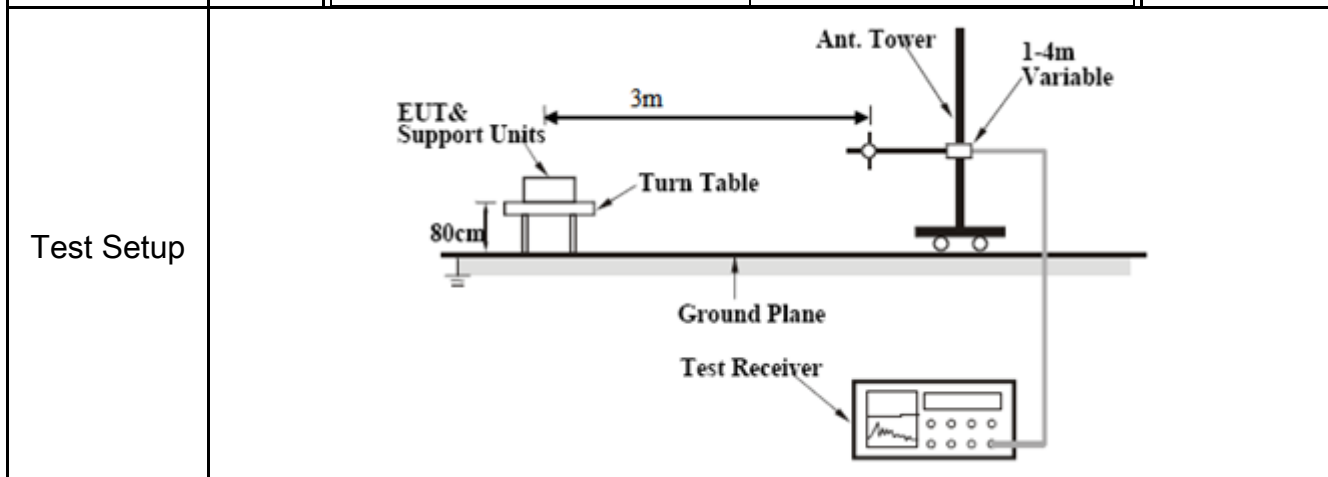 Test Setup
Ant. Tower
1-4m
Variable
3m
EUT&
Support Units
Turn Table
80cm
Ground Plane
Test Receiver